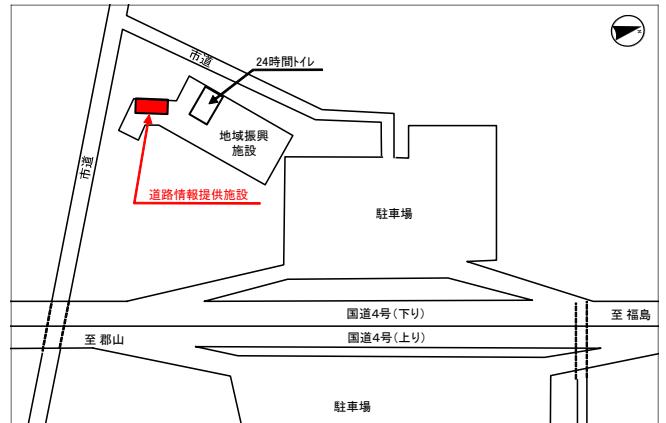 N
市道
24時間トイレ
地域振興
施設
市道
道路情報提供施設
駐車場
国道4号(下り)
至 福島
国道4号(上り)
至 郡山
駐車場